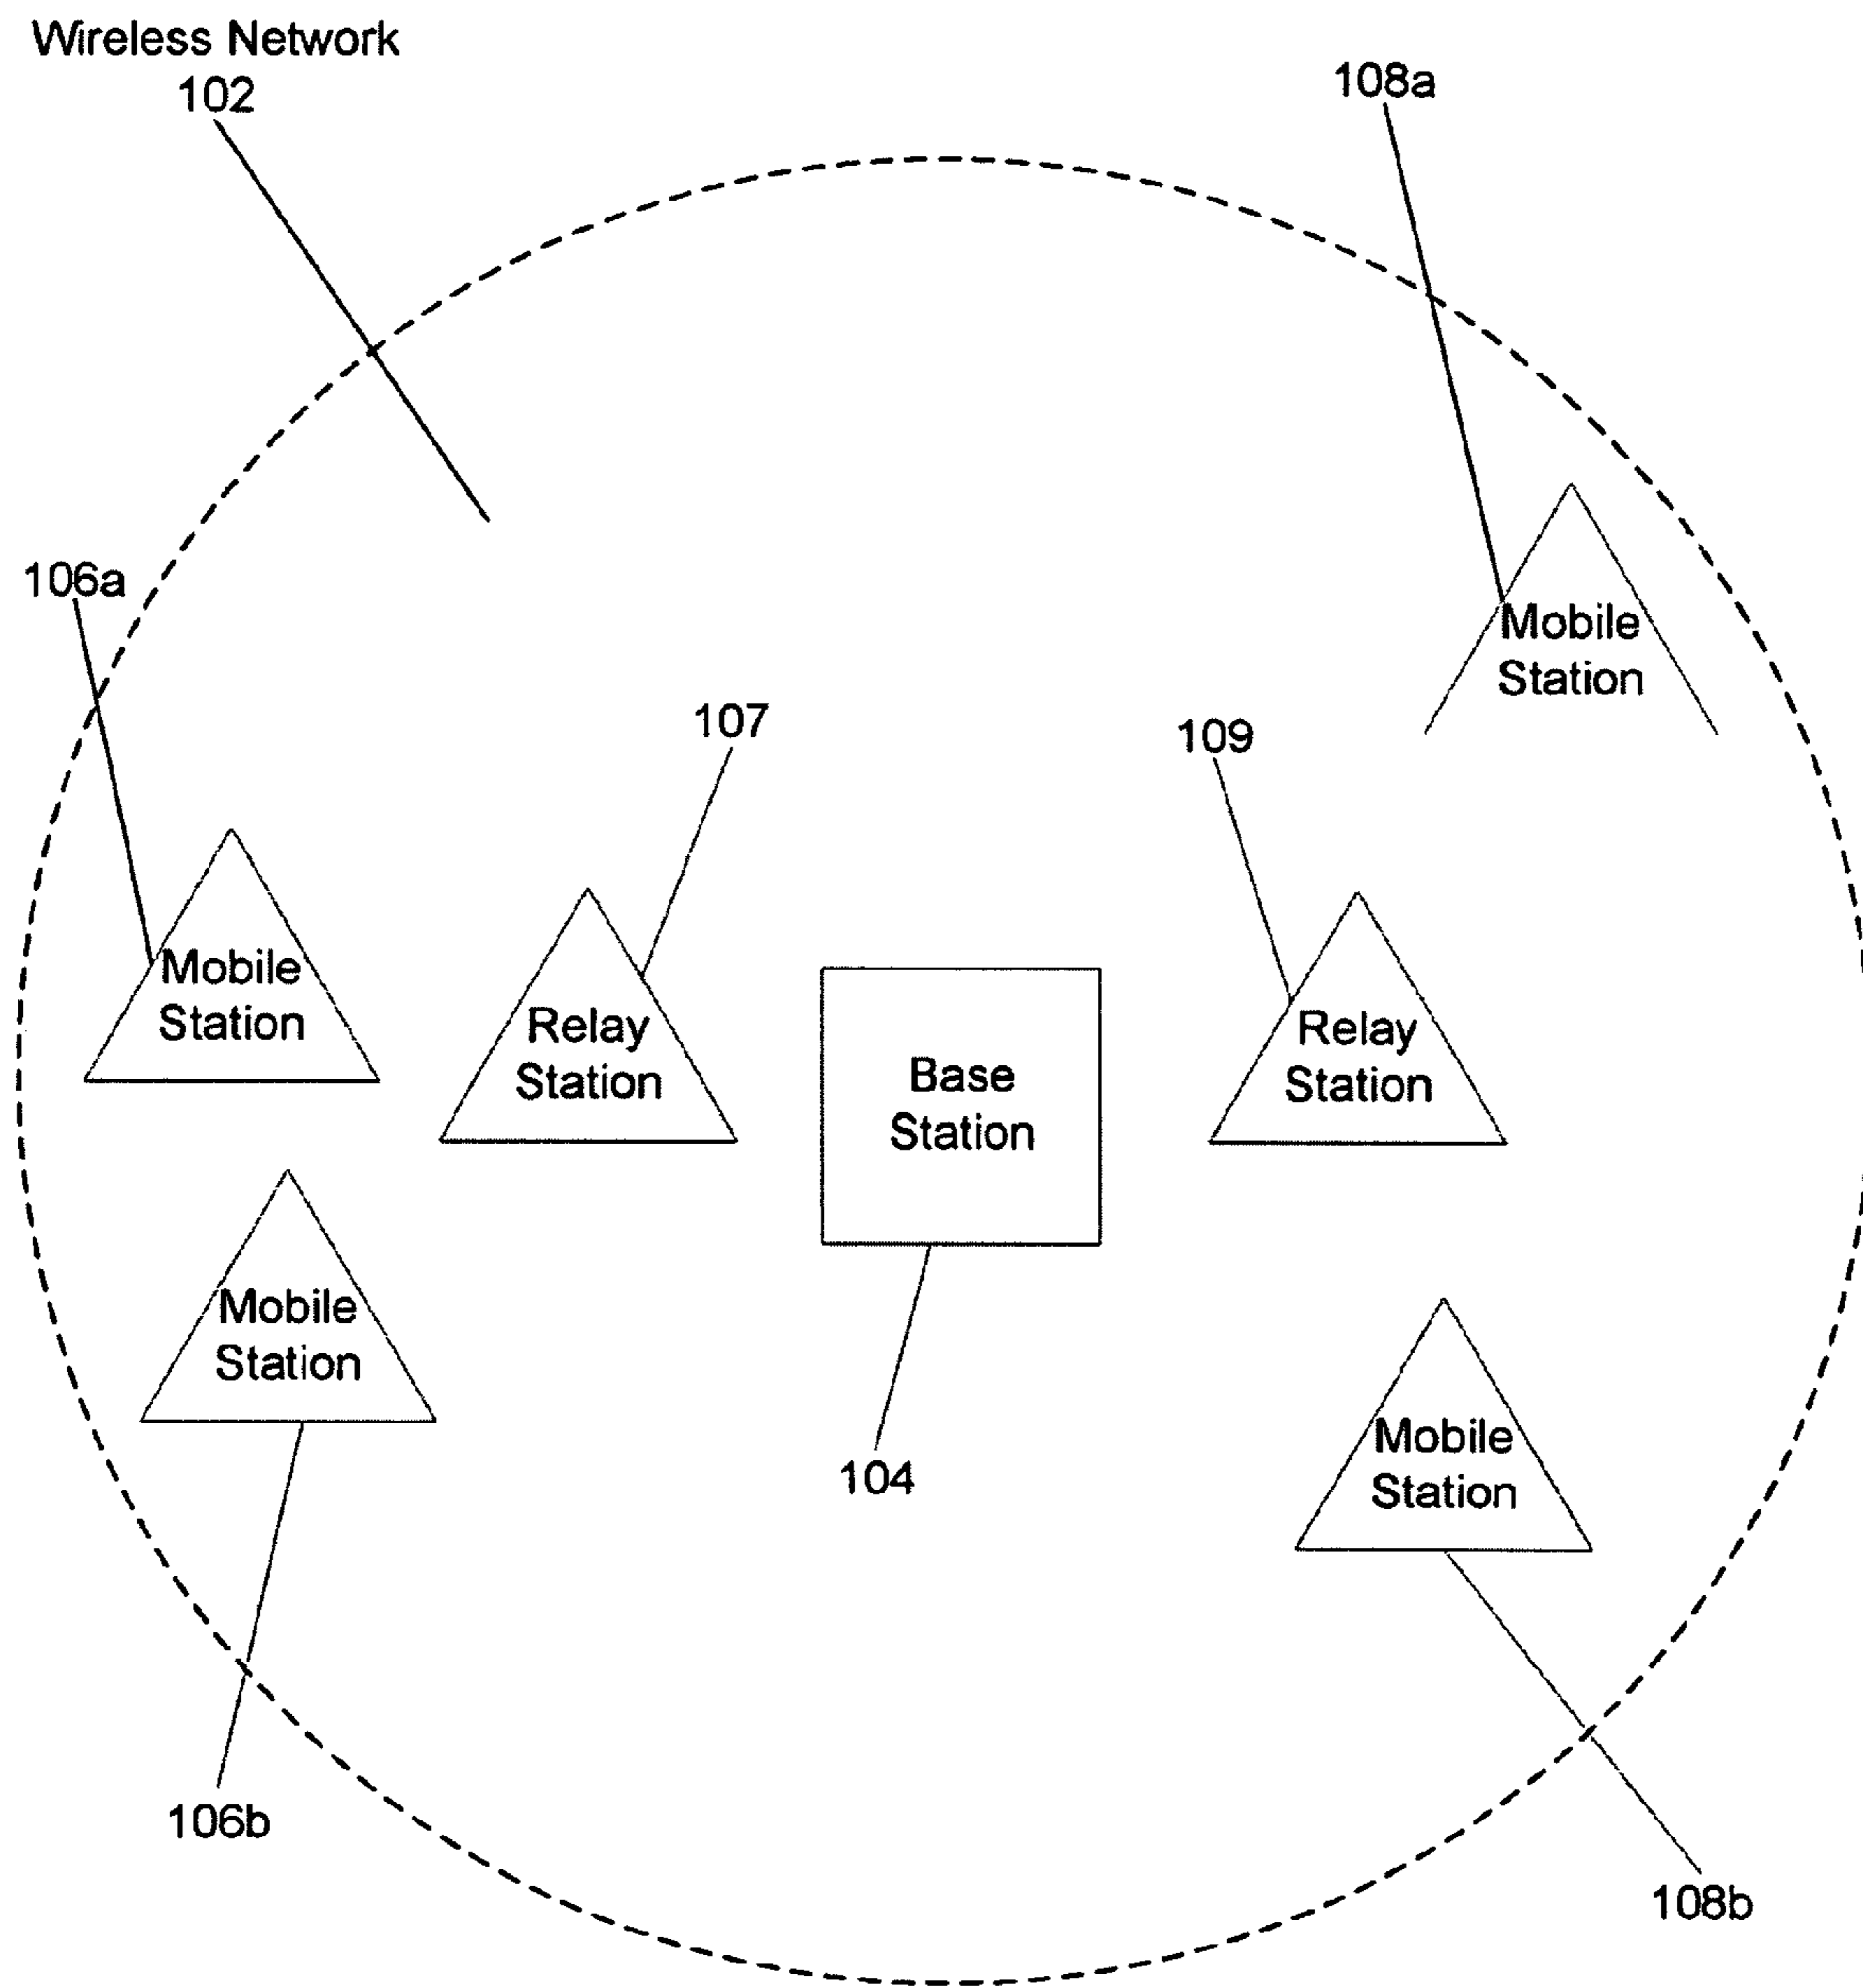 Wireless Network
102
108a
106a
Mobile
Station
107
109
Mobile
Station
Relay
Station
Base
Station
Relay
Station
Mobile
Station
104
Mobile
Station
106b
108b